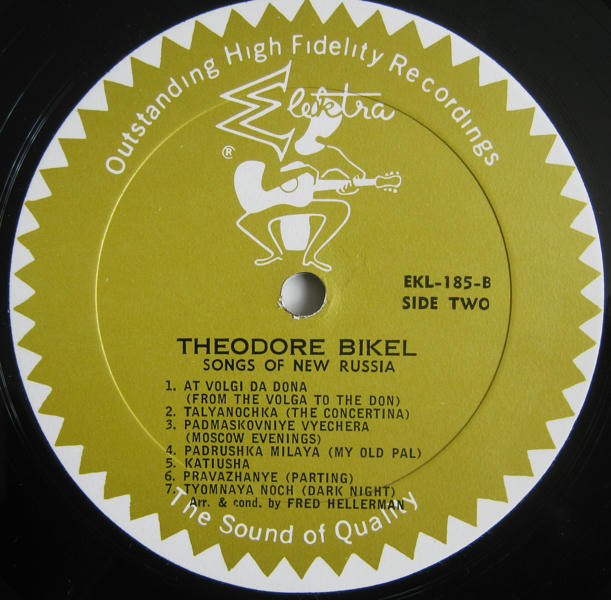 Outstanding High Fidelity Recordings
Elektra
®
EKL-185-B
SIDE TWO
THEODORE BIKEL
SONGS OF NEW RUSSIA
1. AT VOLGI DA DONA
(FROM THE VOLGA TO THE DON)
2. TALYANOCHKA (THE CONCERTINA)
3. PADMASKOVNIYE VYECHERA
(MOSCOW EVENINGS)
4. PADRUSHKA MILAYA (MY OLD PAL)
5. KATIUSHA
6. PRAVAZHANYE (PARTING)
7. TYOMNAYA NOCH (DARK NIGHT)
Arr. & cond. by FRED HELLERMAN
The Sound of Quality